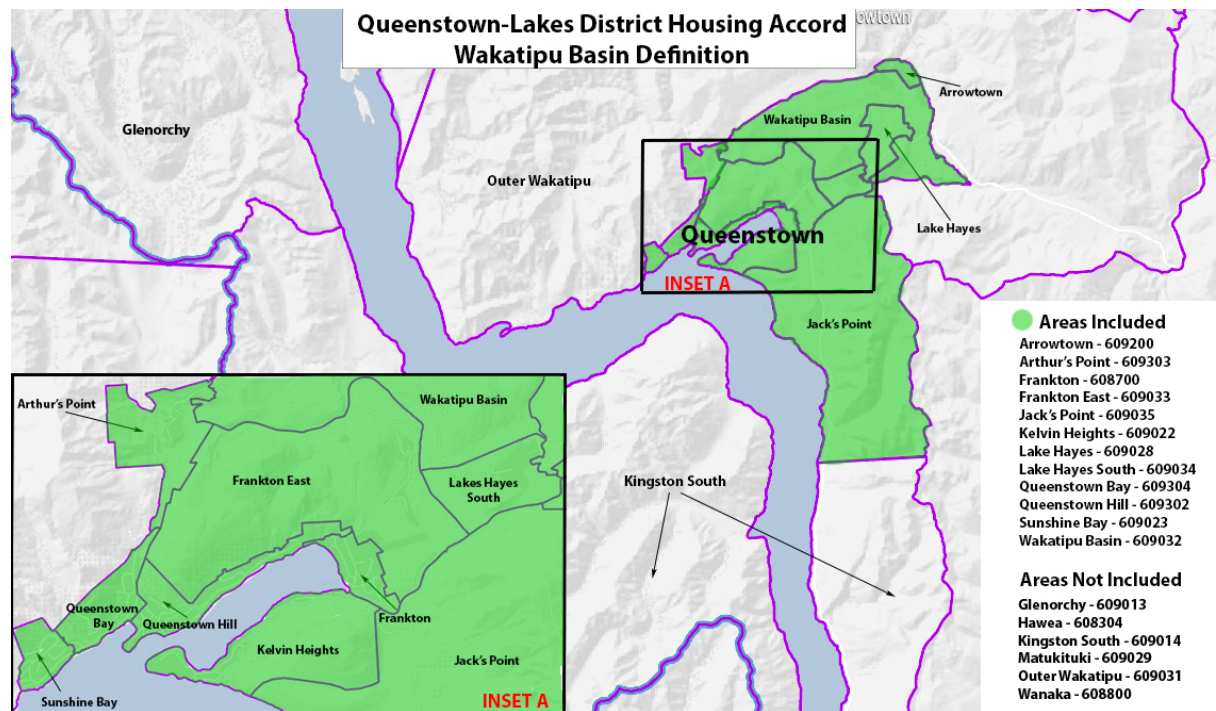 Queenstown-Lakes District Housing Accord
Wakatipu Basin Definition
Glenorchy
Outer Wakatipu
Wakatipu Basin
Arrowtown
Lake Hayes
Queenstown
INSET A
Jack's Point
Kingston South
Arthur's Point
Wakatipu Basin
Frankton East
Lakes Hayes
South
Queenstown
Bay
Queenstown Hill
Frankton
Kelvin Heights
Jack's Point
Sunshine Bay
INSET A
Areas Included
Arrowtown - 609200
Arthur's Point - 609303
Frankton - 608700
Frankton East - 609033
Jack's Point - 609035
Kelvin Heights - 609022
Lake Hayes - 609028
Lake Hayes South - 609034
Queenstown Bay - 609304
Queenstown Hill - 609302
Sunshine Bay - 609023
Wakatipu Basin - 609032
Areas Not Included
Glenorchy - 609013
Hawea - 608304
Kingston South - 609014
Matukituki - 609029
Outer Wakatipu - 609031
Wanaka - 608800